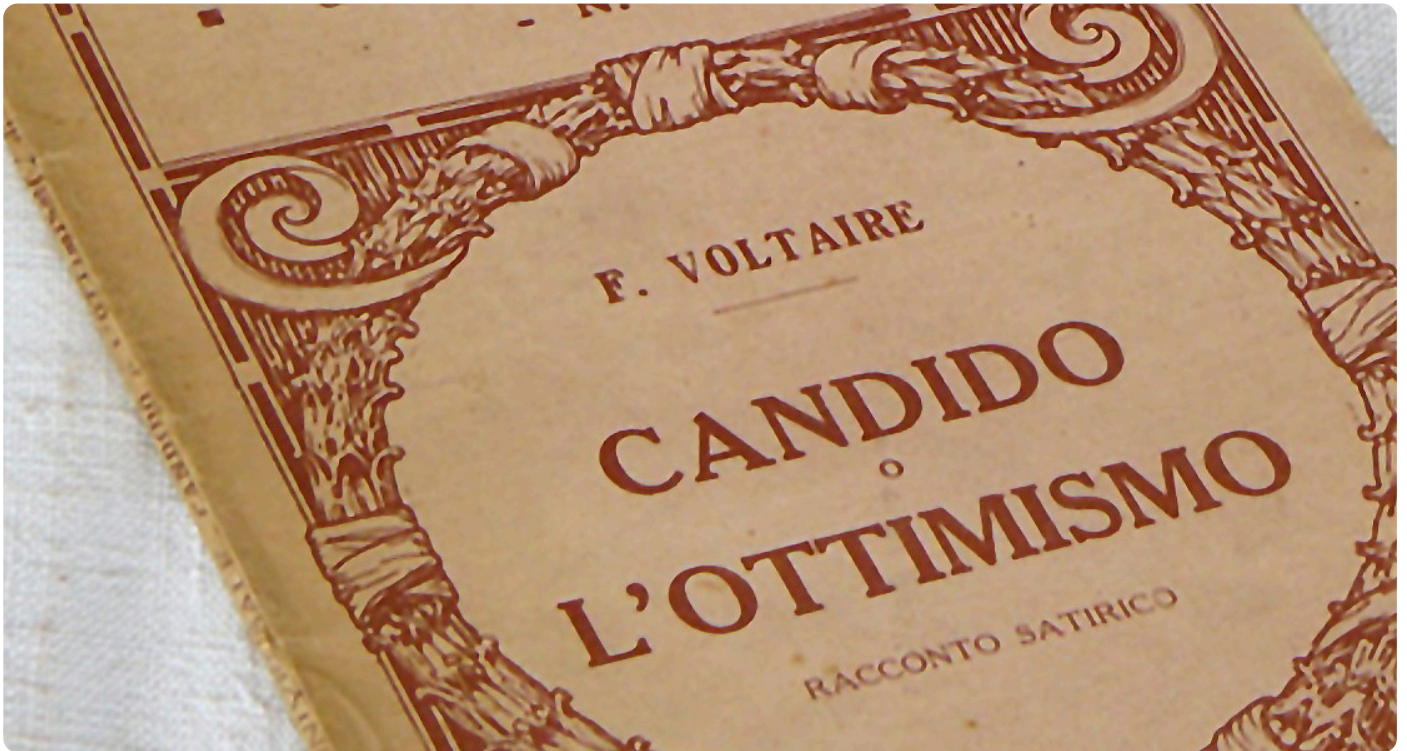 F. VOLTAIRE
CANDIDO
O
L'OTTIMISMO
RACCONTO SATIRICO